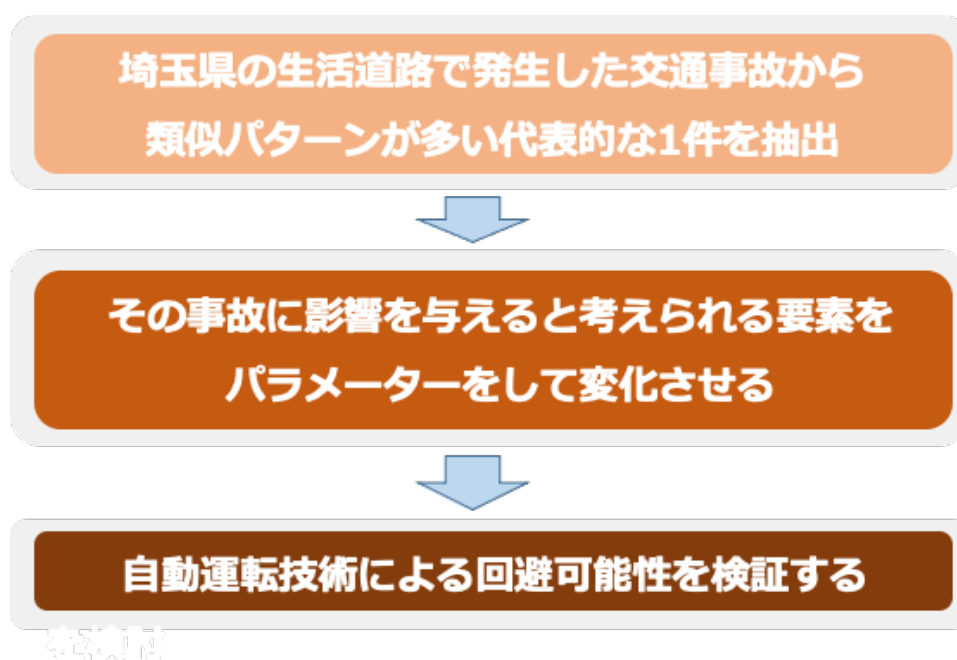 埼玉県の生活道路で発生した交通事故から
類似パターンが多い代表的な1件を抽出
その事故に影響を与えると考えられる要素を
パラメーターをして変化させる
自動運転技術による回避可能性を検証する